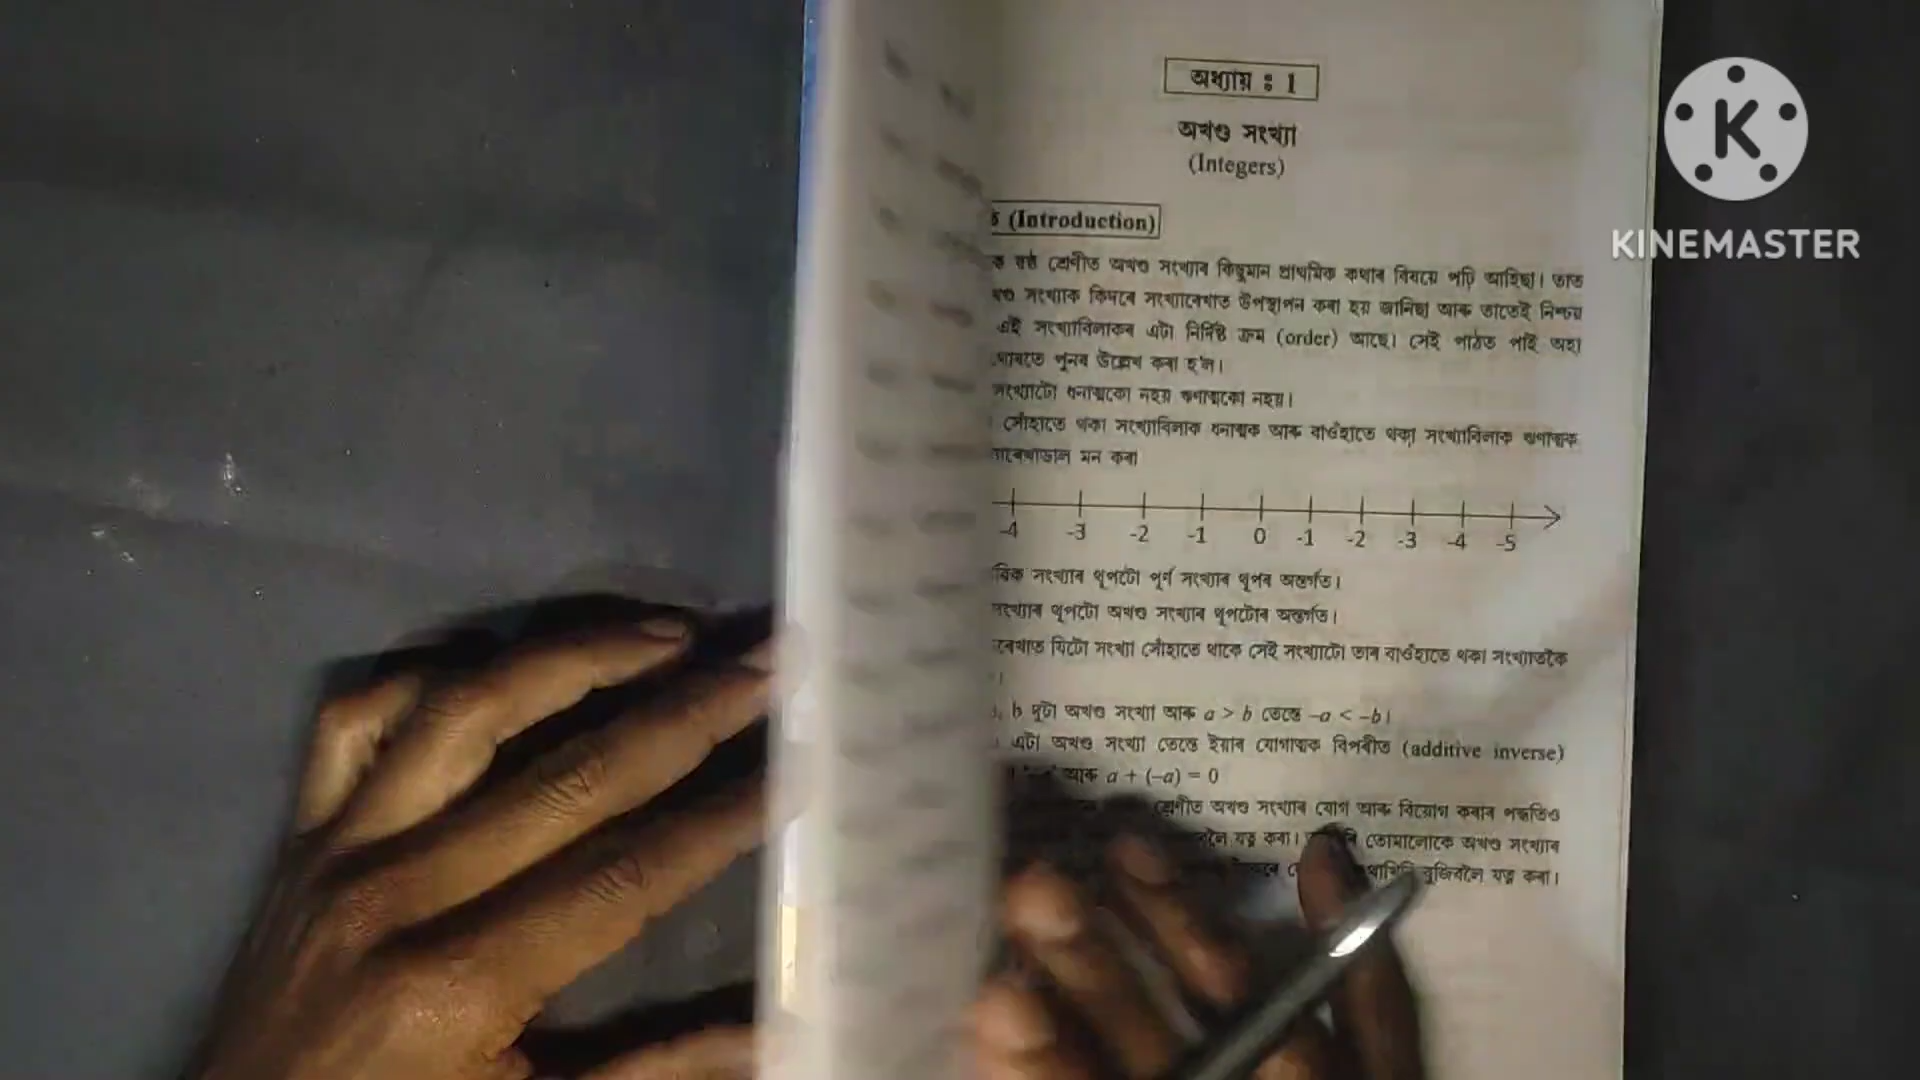 অধ্যায় : 1
অখণ্ড সংখ্যা
(Integers)
K
KINEMASTER
(Introduction)
ষষ্ঠ শ্ৰেণীত অখণ্ড সংখ্যাৰ কিছুমান প্ৰাথমিক কথাৰ বিষয়ে পঢ়ি আহিছা। তাত
সংখ্যাক কিদৰে সংখ্যাৰেখাত উপস্থাপন কৰা হয় জানিছা আৰু তাতেই নিশ্চয়
এই সংখ্যাবিলাকৰ এটা নিৰ্দিষ্ট ক্ৰম (order) আছে। সেই পাঠত পাই অহা
পুনৰ উল্লেখ কৰা হ'ল।
সংখ্যাটো ধনাত্মকো নহয় ঋণাত্মকো নহয়।
সোঁহাতে থকা সংখ্যাবিলাক ধনাত্মক আৰু বাওঁহাতে থকা সংখ্যাবিলাক ঋণাত্মক
মন কৰা
-4 -3 -2 -1 0 -1 -2 -3 -4 -5
সংখ্যাৰ থূপটো পূৰ্ণ সংখ্যাৰ থূপৰ অন্তৰ্গত।
সংখ্যাৰ থূপটো অখণ্ড সংখ্যাৰ থূপটোৰ অন্তৰ্গত।
যিটো সংখ্যা সোঁহাতে থাকে সেই সংখ্যাটো তাৰ বাওঁহাতে থকা সংখ্যাতকৈ
b দুটা অখণ্ড সংখ্যা আৰু a > b তেন্তে -a < -b।
এটা অখণ্ড সংখ্যা তেন্তে ইয়াৰ যোগাত্মক বিপৰীত (additive inverse)
আৰু a + (-a) = 0
শ্ৰেণীত অখণ্ড সংখ্যাৰ যোগ আৰু বিয়োগ কৰাৰ পদ্ধতিও
যত্ন কৰা। তোমালোকে অখণ্ড সংখ্যাৰ
বুজিবলৈ যত্ন কৰা।